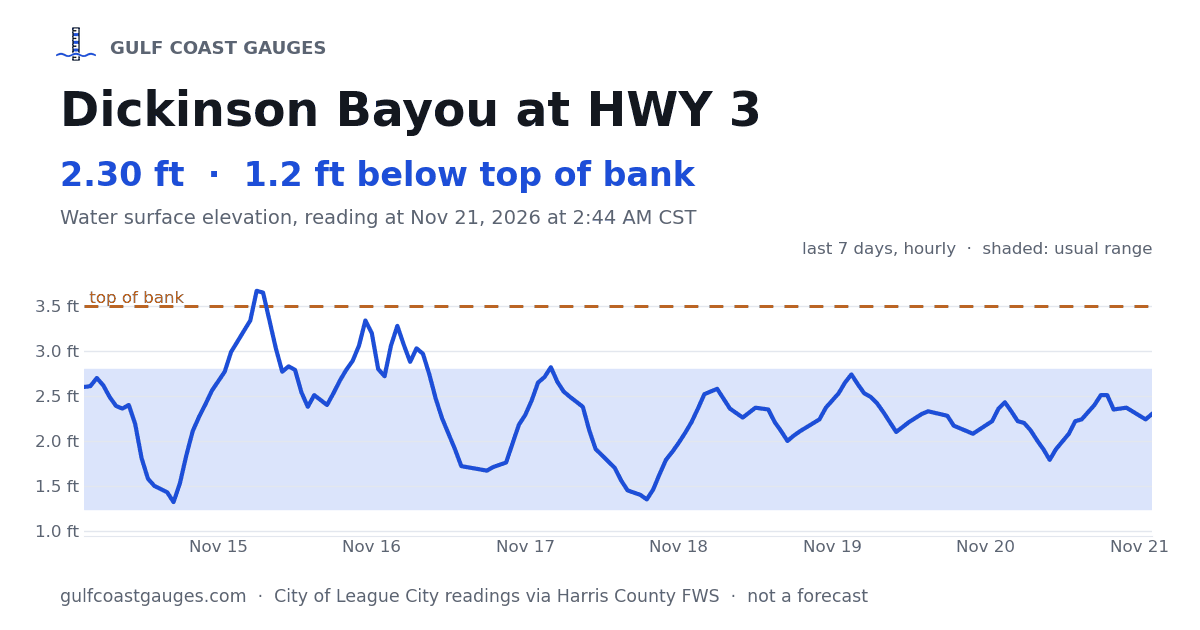 GULF COAST GAUGES
Dickinson Bayou at HWY 3
2.30 ft · 1.2 ft below top of bank
Water surface elevation, reading at Nov 21, 2026 at 2:44 AM CST
last 7 days, hourly · shaded: usual range
top of bank
3.5 ft
3.0 ft
2.5 ft
2.0 ft
1.5 ft
1.0 ft
Nov 15 Nov 16 Nov 17 Nov 18 Nov 19 Nov 20 Nov 21
gulfcoastgauges.com · City of League City readings via Harris County FWS · not a forecast